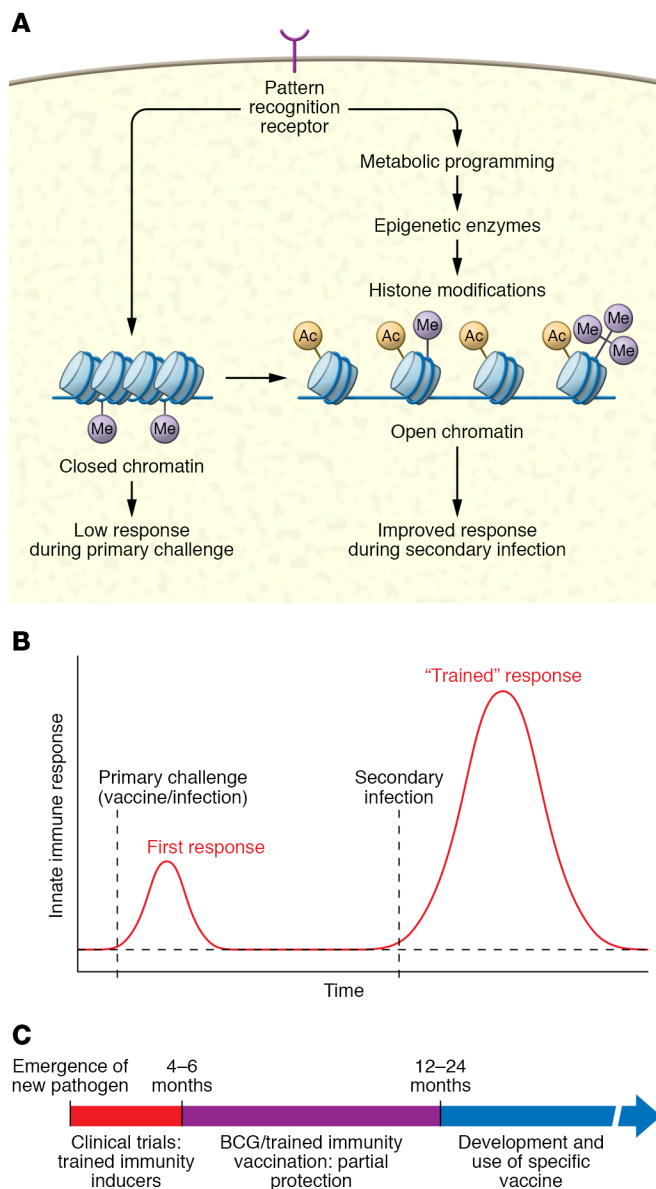 A
Pattern
recognition
receptor
Metabolic programming
Epigenetic enzymes
Histone modifications
Ac
Ac
Me
Ac
Ac
Me
Me
Me
Me
Me
Closed chromatin
Open chromatin
Low response
during primary challenge
Improved response
during secondary infection
B
Innate immune response
“Trained” response
Primary challenge
(vaccine/infection)
Secondary
infection
First response
Time
C
Emergence of
new pathogen
4–6
months
12–24
months
Clinical trials:
trained immunity
inducers
BCG/trained immunity
vaccination: partial
protection
Development and
use of specific
vaccine